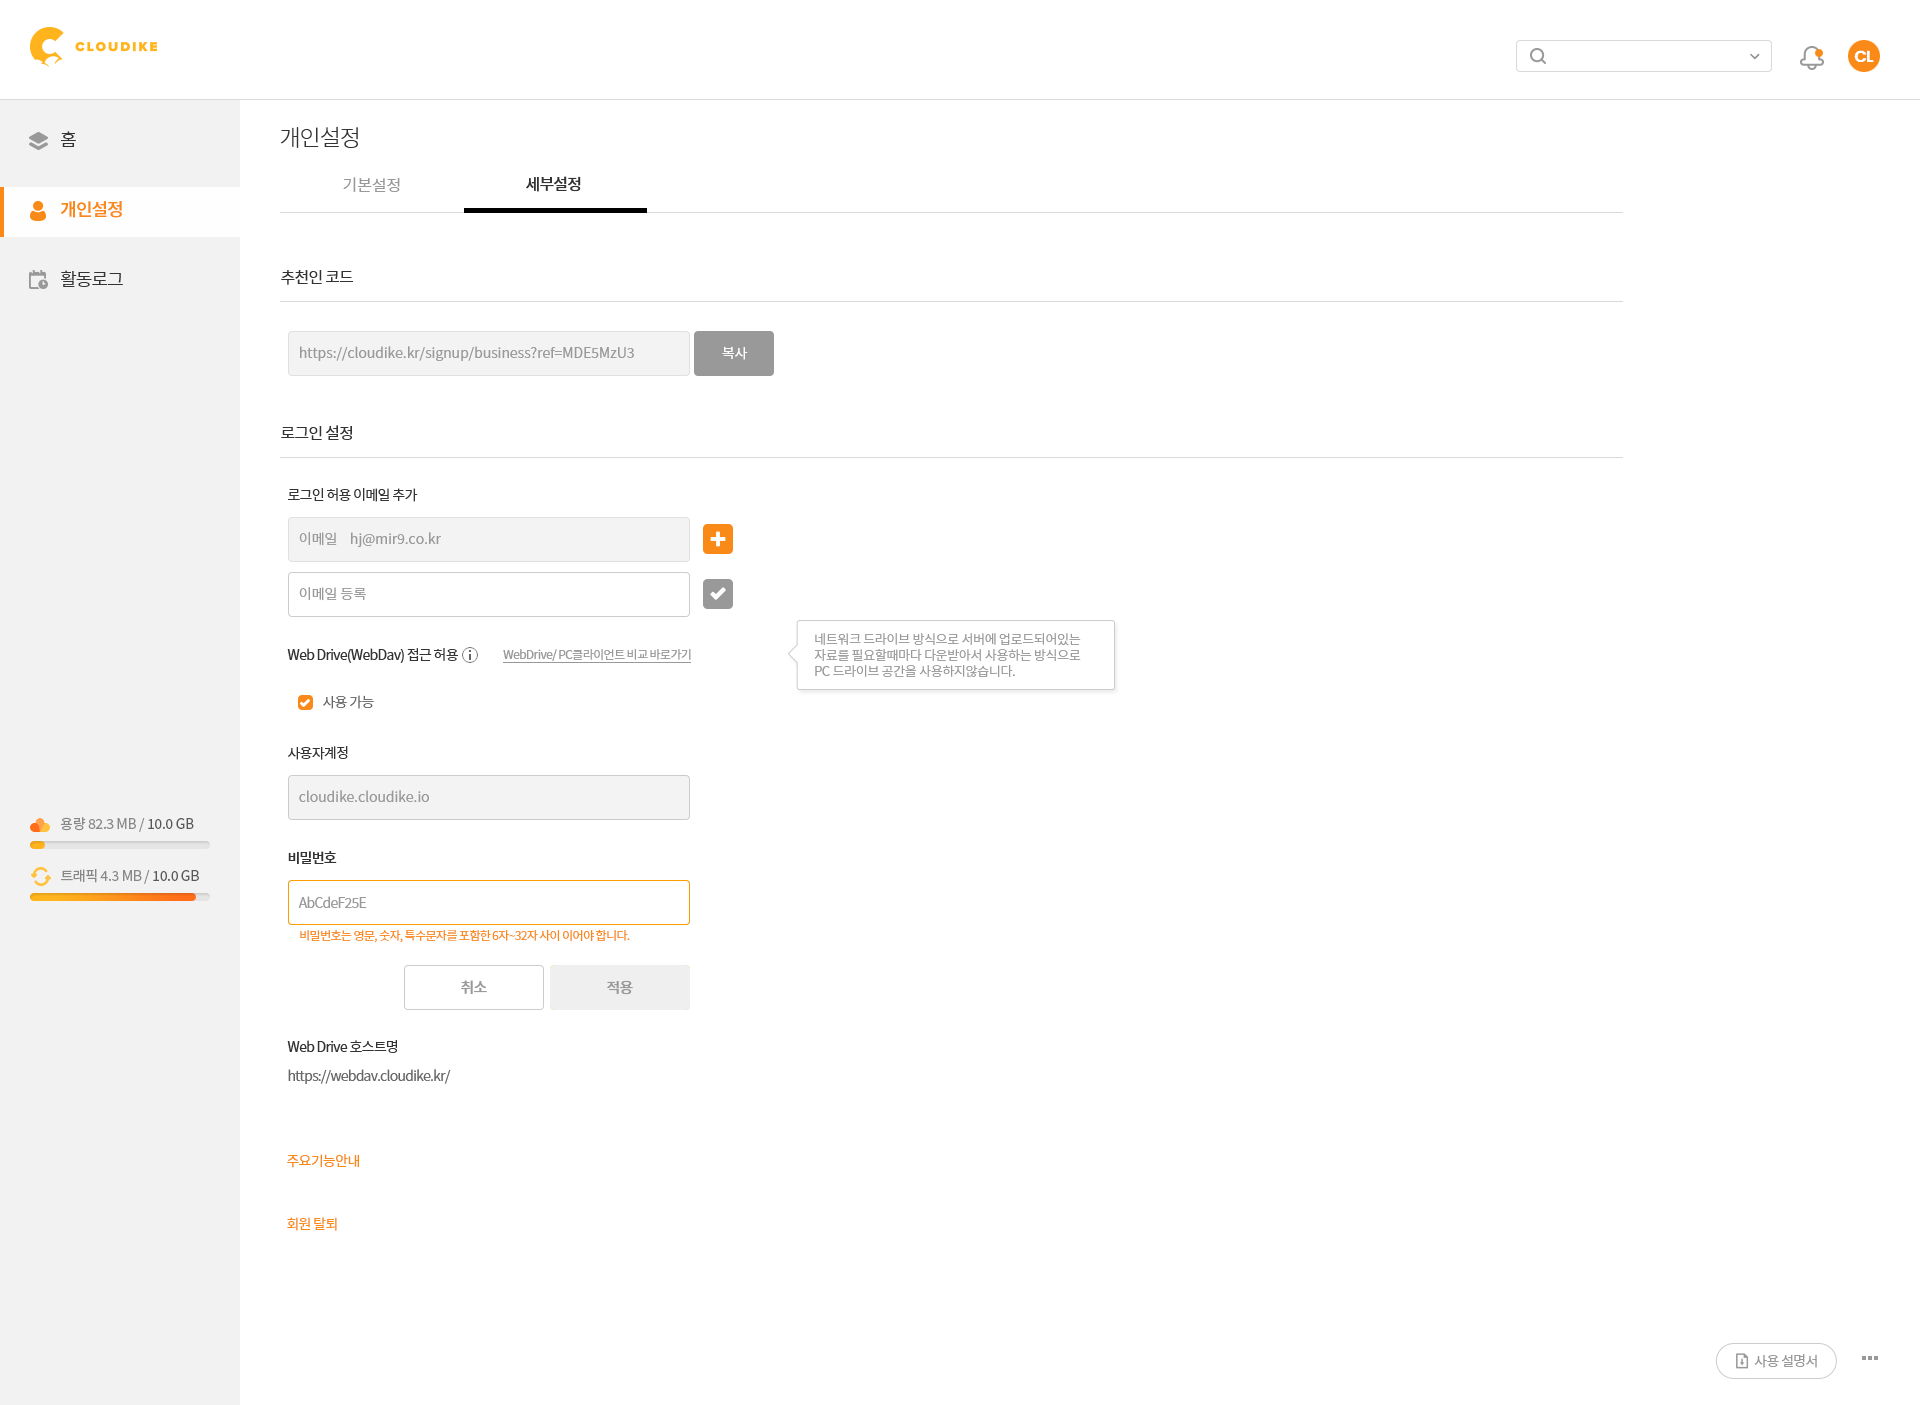 CLOUDIKE
CL
홈
개인설정
활동로그
용량 82.3 MB / 10.0 GB
트래픽 4.3 MB / 10.0 GB
개인설정
기본설정
세부설정
추천인 코드
https://cloudike.kr/signup/business?ref=MDE5MzU3
복사
로그인 설정
로그인 허용 이메일 추가
이메일 hj@mir9.co.kr
이메일 등록
Web Drive(WebDav) 접근 허용
WebDrive/ PC클라이언트 비교 바로가기
네트워크 드라이브 방식으로 서버에 업로드되어있는
자료를 필요할때마다 다운받아서 사용하는 방식으로
PC 드라이브 공간을 사용하지않습니다.
사용 가능
사용자계정
cloudike.cloudike.io
비밀번호
AbCdeF25E
비밀번호는 영문, 숫자, 특수문자를 포함한 6자~32자 사이 이어야 합니다.
취소
적용
Web Drive 호스트명
https://webdav.cloudike.kr/
주요기능안내
회원 탈퇴
사용 설명서